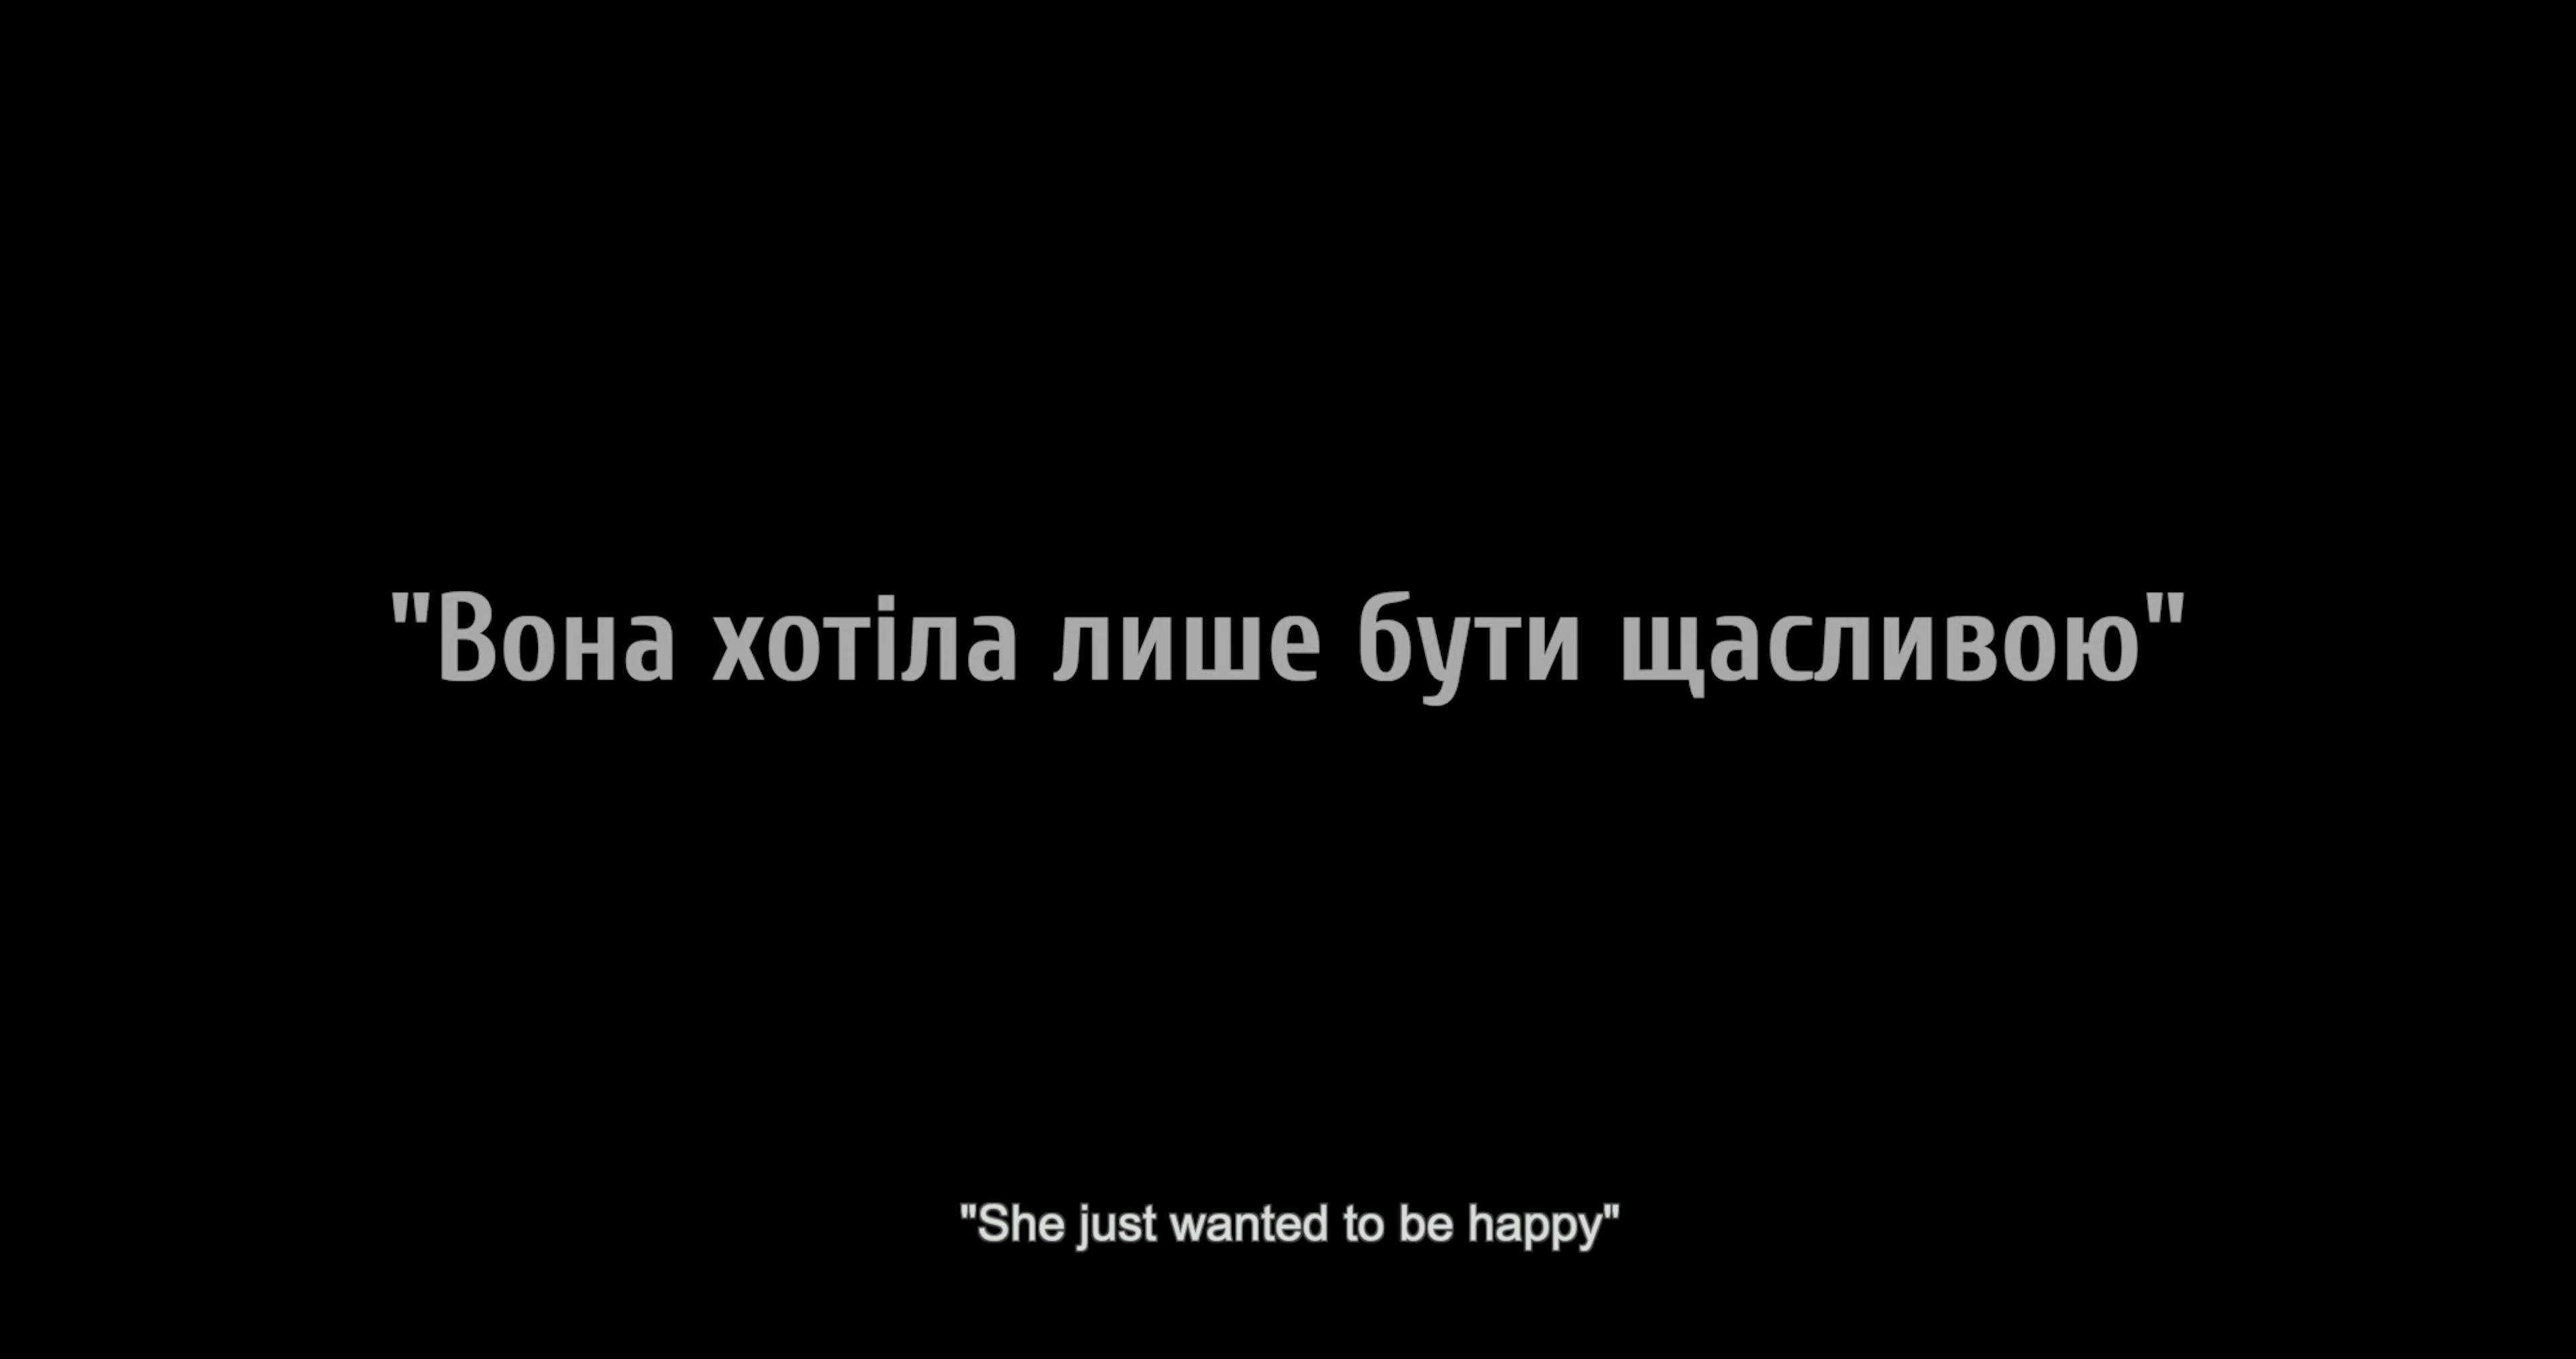 "Вона хотіла лише бути щасливою"
"She just wanted to be happy"